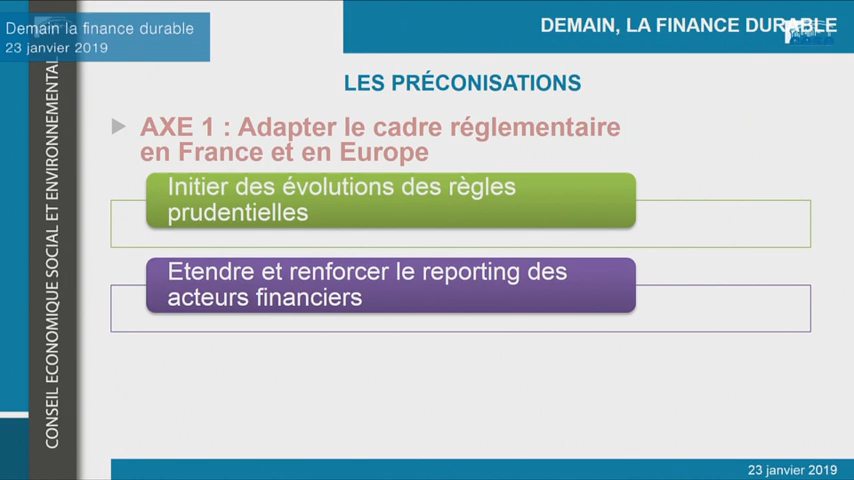 Demain la finance durable
23 janvier 2019
DEMAIN, LA FINANCE DURABLE
CONSEIL ECONOMIQUE SOCIAL ET ENVIRONNEMENTAL
LES PRÉCONISATIONS
AXE 1 : Adapter le cadre réglementaire
en France et en Europe
Initier des évolutions des règles
prudentielles
Etendre et renforcer le reporting des
acteurs financiers
23 janvier 2019